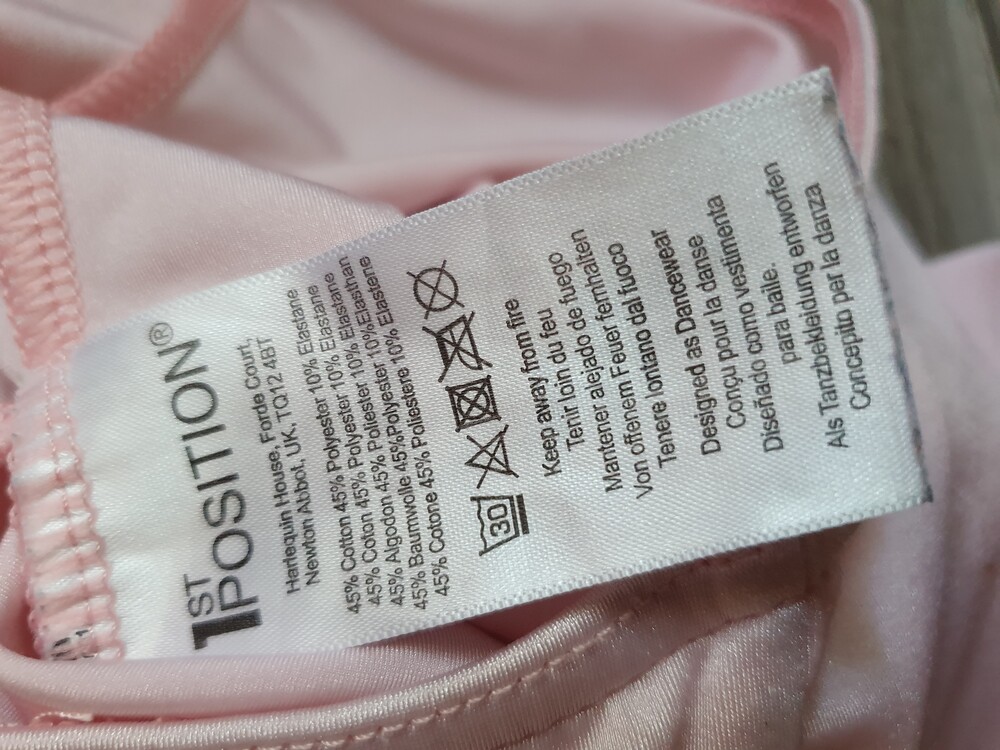 1ST POSITION®
Harlequin House, Forde Court,
Newton Abbot, UK, TQ12 4BT
45% Cotton 45% Polyester 10% Elastane
45% Coton 45% Polyester 10% Elastane
45% Algodon 45% Poliester 10% Elasthan
45% Baumwolle 45%Polyester 10%Elasthan
45% Cotone 45% Poliestere 10% Elastene
30
Keep away from fire
Tenir loin du feu
Mantener alejado de fuego
Von offenem Feuer fernhalten
Tenere lontano dal fuoco
Designed as Dancewear
Conçu pour la danse
Diseñado como vestimenta
para baile.
Als Tanzbekleidung entworfen
Concepito per la danza